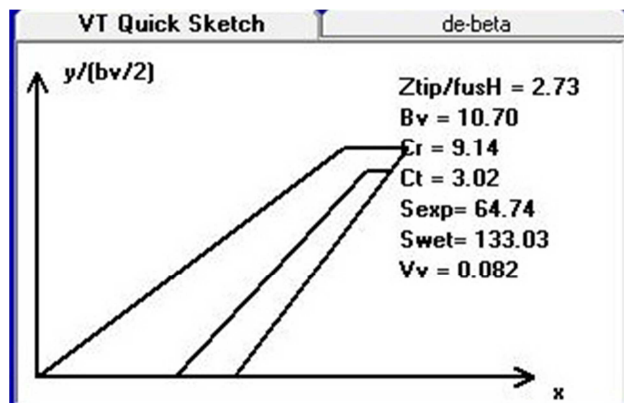 VT Quick Sketch
de-beta
y/(bv/2)
Ztip/fusH = 2.73
Bv = 10.70
Cr = 9.14
Ct = 3.02
Sexp= 64.74
Swet= 133.03
Vv = 0.082
x